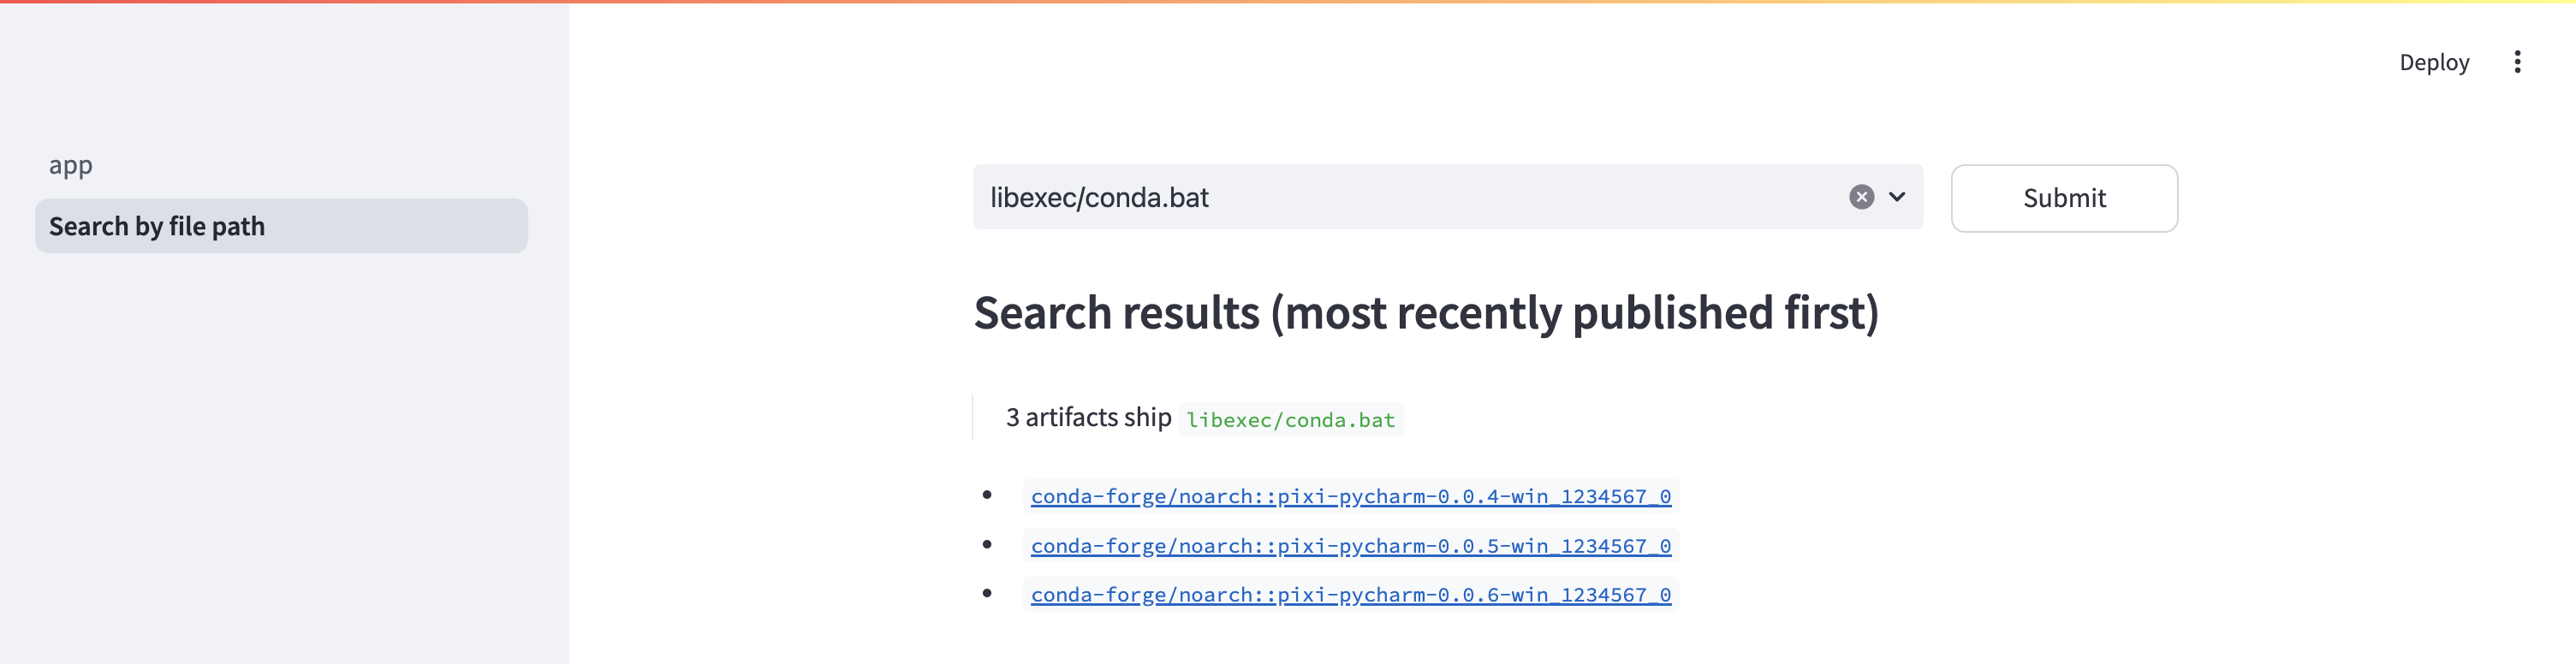 Deploy
app
Search by file path
libexec/conda.bat
Submit
Search results (most recently published first)
3 artifacts ship libexec/conda.bat
conda-forge/noarch::pixi-pycharm-0.0.4-win_1234567_0
conda-forge/noarch::pixi-pycharm-0.0.5-win_1234567_0
conda-forge/noarch::pixi-pycharm-0.0.6-win_1234567_0